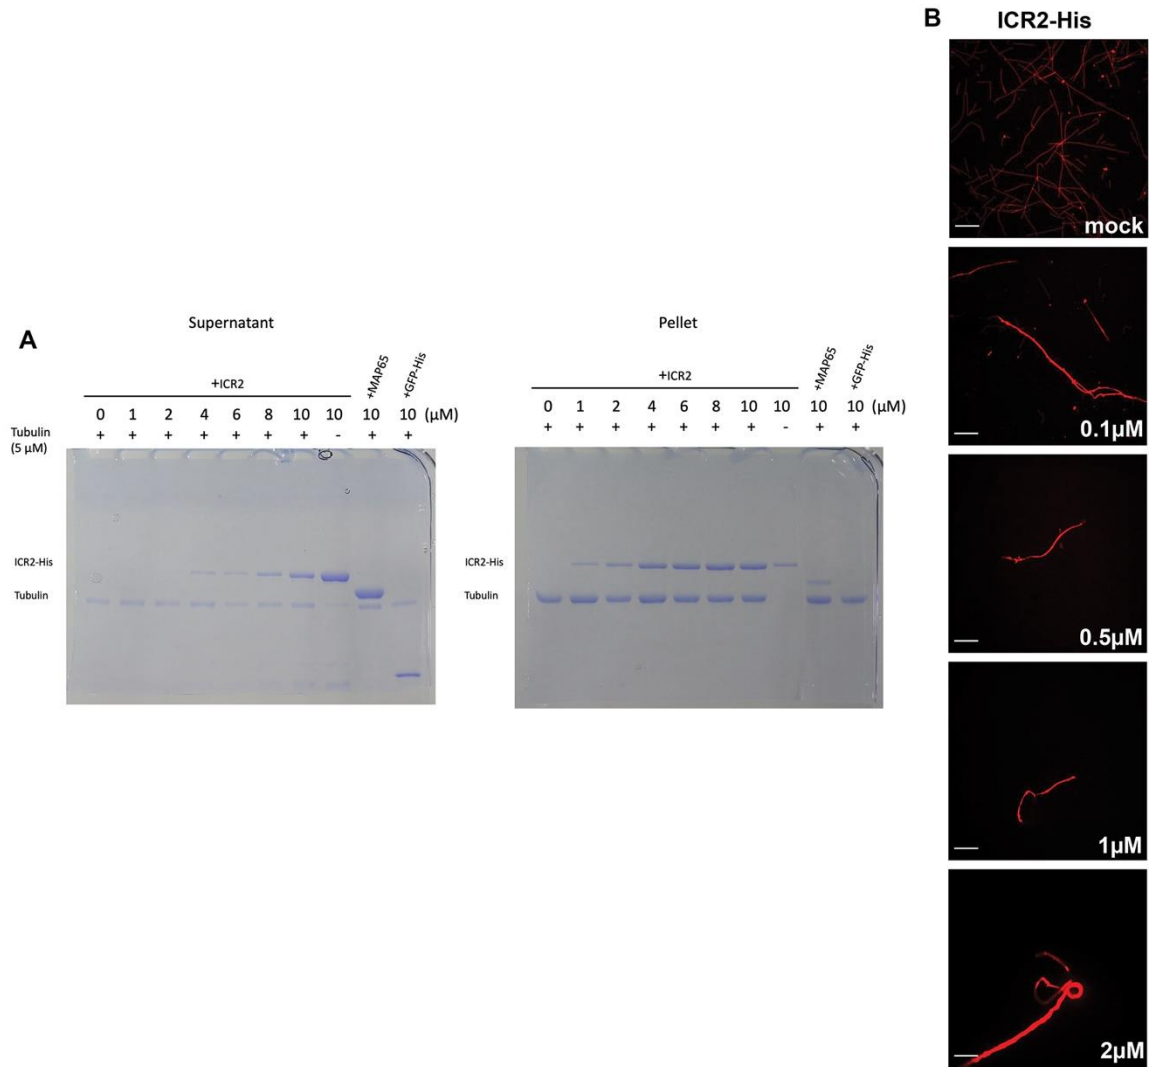 A
Supernatant
+ICR2
+MAP65
+GFP-His
0 1 2 4 6 8 10 10 10 10 (μM)
Tubulin
(5 μM)
+ + + + + + + - + +
ICR2-His
Tubulin
Pellet
+ICR2
+MAP65
+GFP-His
0 1 2 4 6 8 10 10 10 10 (μM)
+ + + + + + + - + +
ICR2-His
Tubulin
B
ICR2-His
mock
0.1μM
0.5μM
1μM
2μM